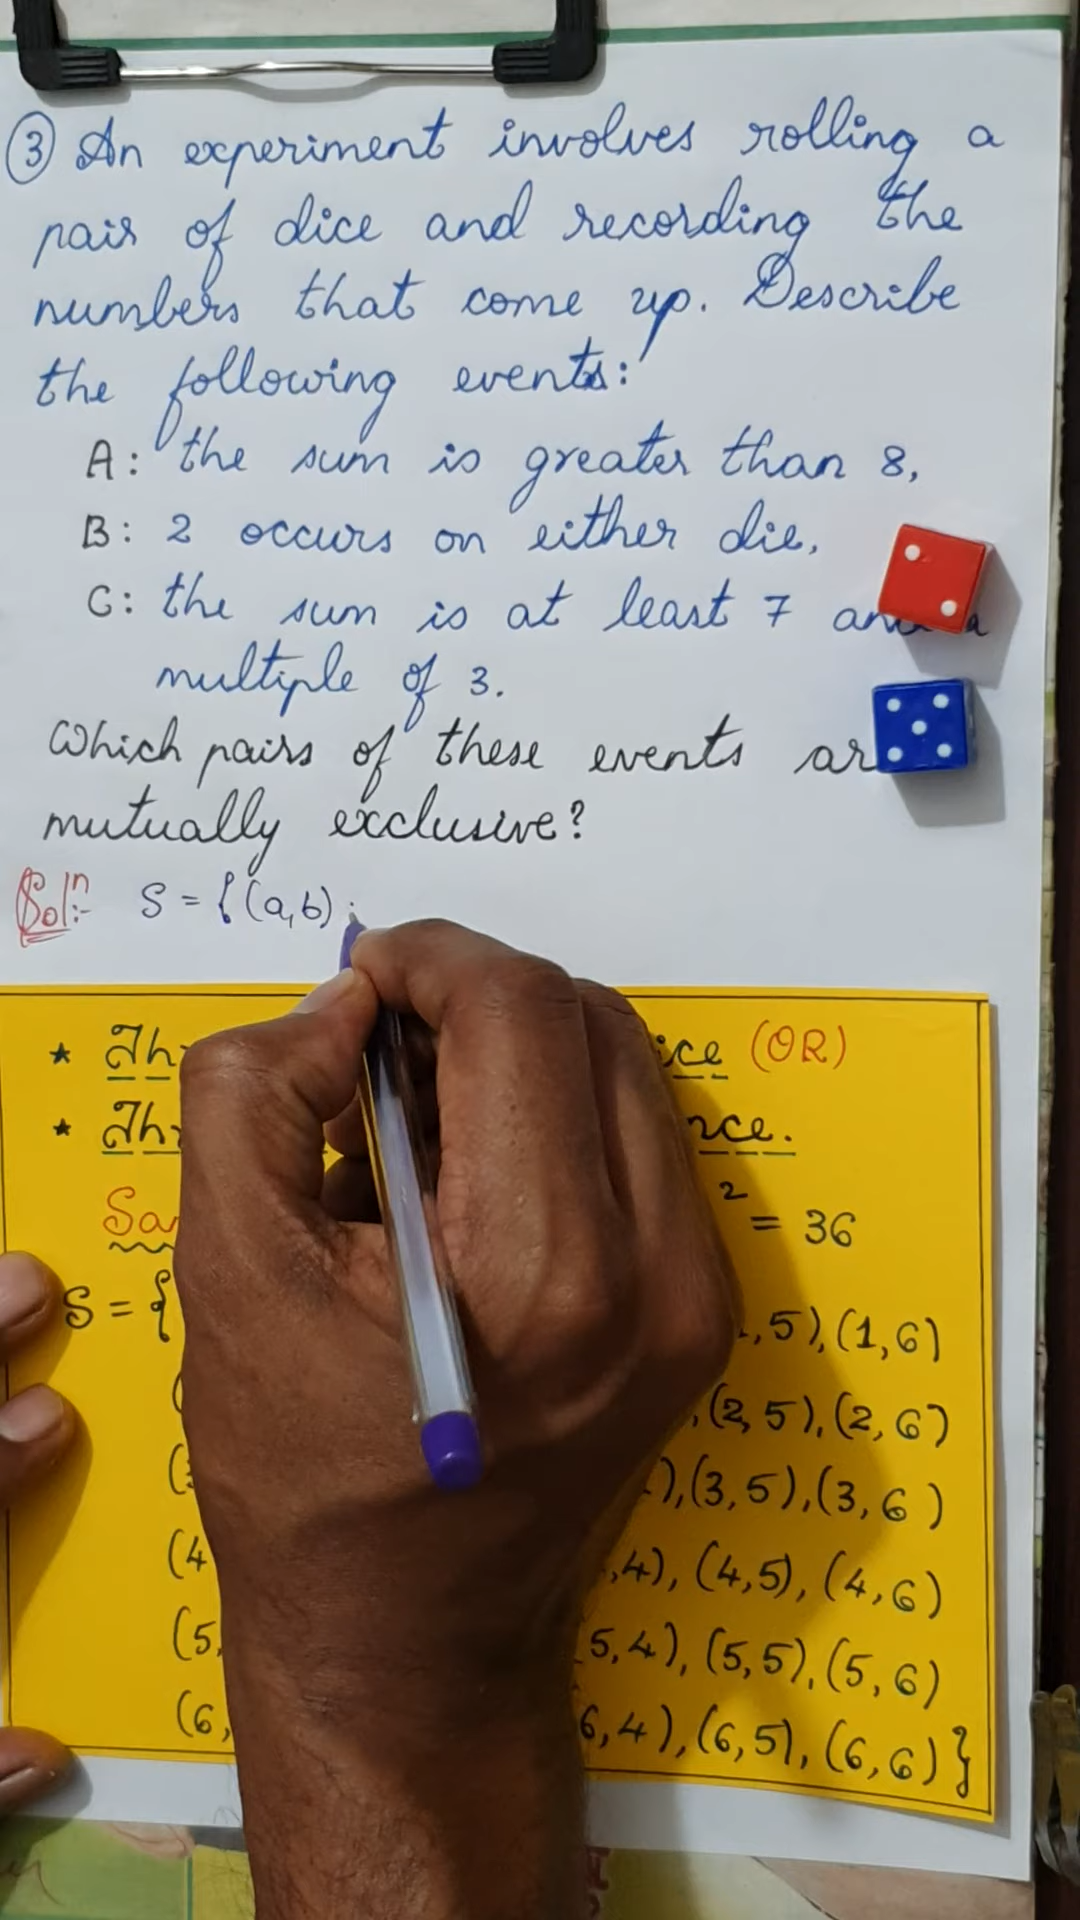 ③ An experiment involves rolling a
pair of dice and recording the
numbers that come up. Describe
the following events:
A: the sum is greater than 8,
B: 2 occurs on either die,
C: the sum is at least 7 and a
multiple of 3.
Which pairs of these events
mutually exclusive?
Solⁿ:- S = {(a,b) :
* (OR)
*
² = 36
S = {
,5), (1,6)
, (2,5), (2,6)
), (3,5), (3,6)
(4 ,4), (4,5), (4,6)
(5, 5,4), (5,5), (5,6)
(6, 6,4), (6,5), (6,6)}